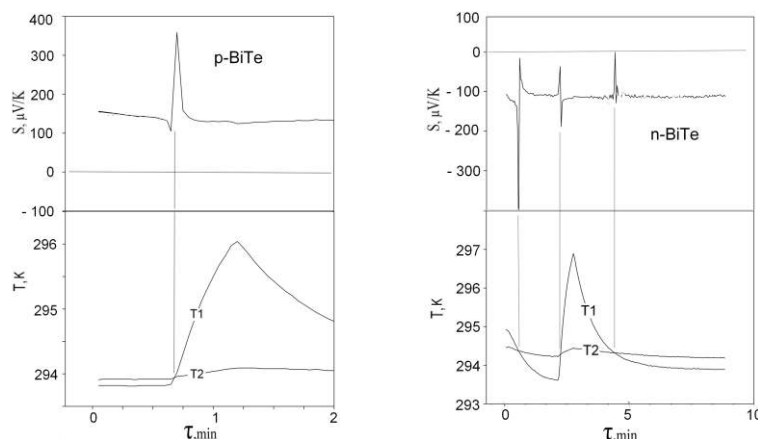 400
300
p-BiTe
S, μV/K
200
100
0
- 100
296
T, K
295
T1
294
T2
0
1
2
τ,min
100
0
S, μV/K
- 100
- 200
n-BiTe
- 300
297
296
T, K
T1
295
T2
294
293
0
5
10
τ,min